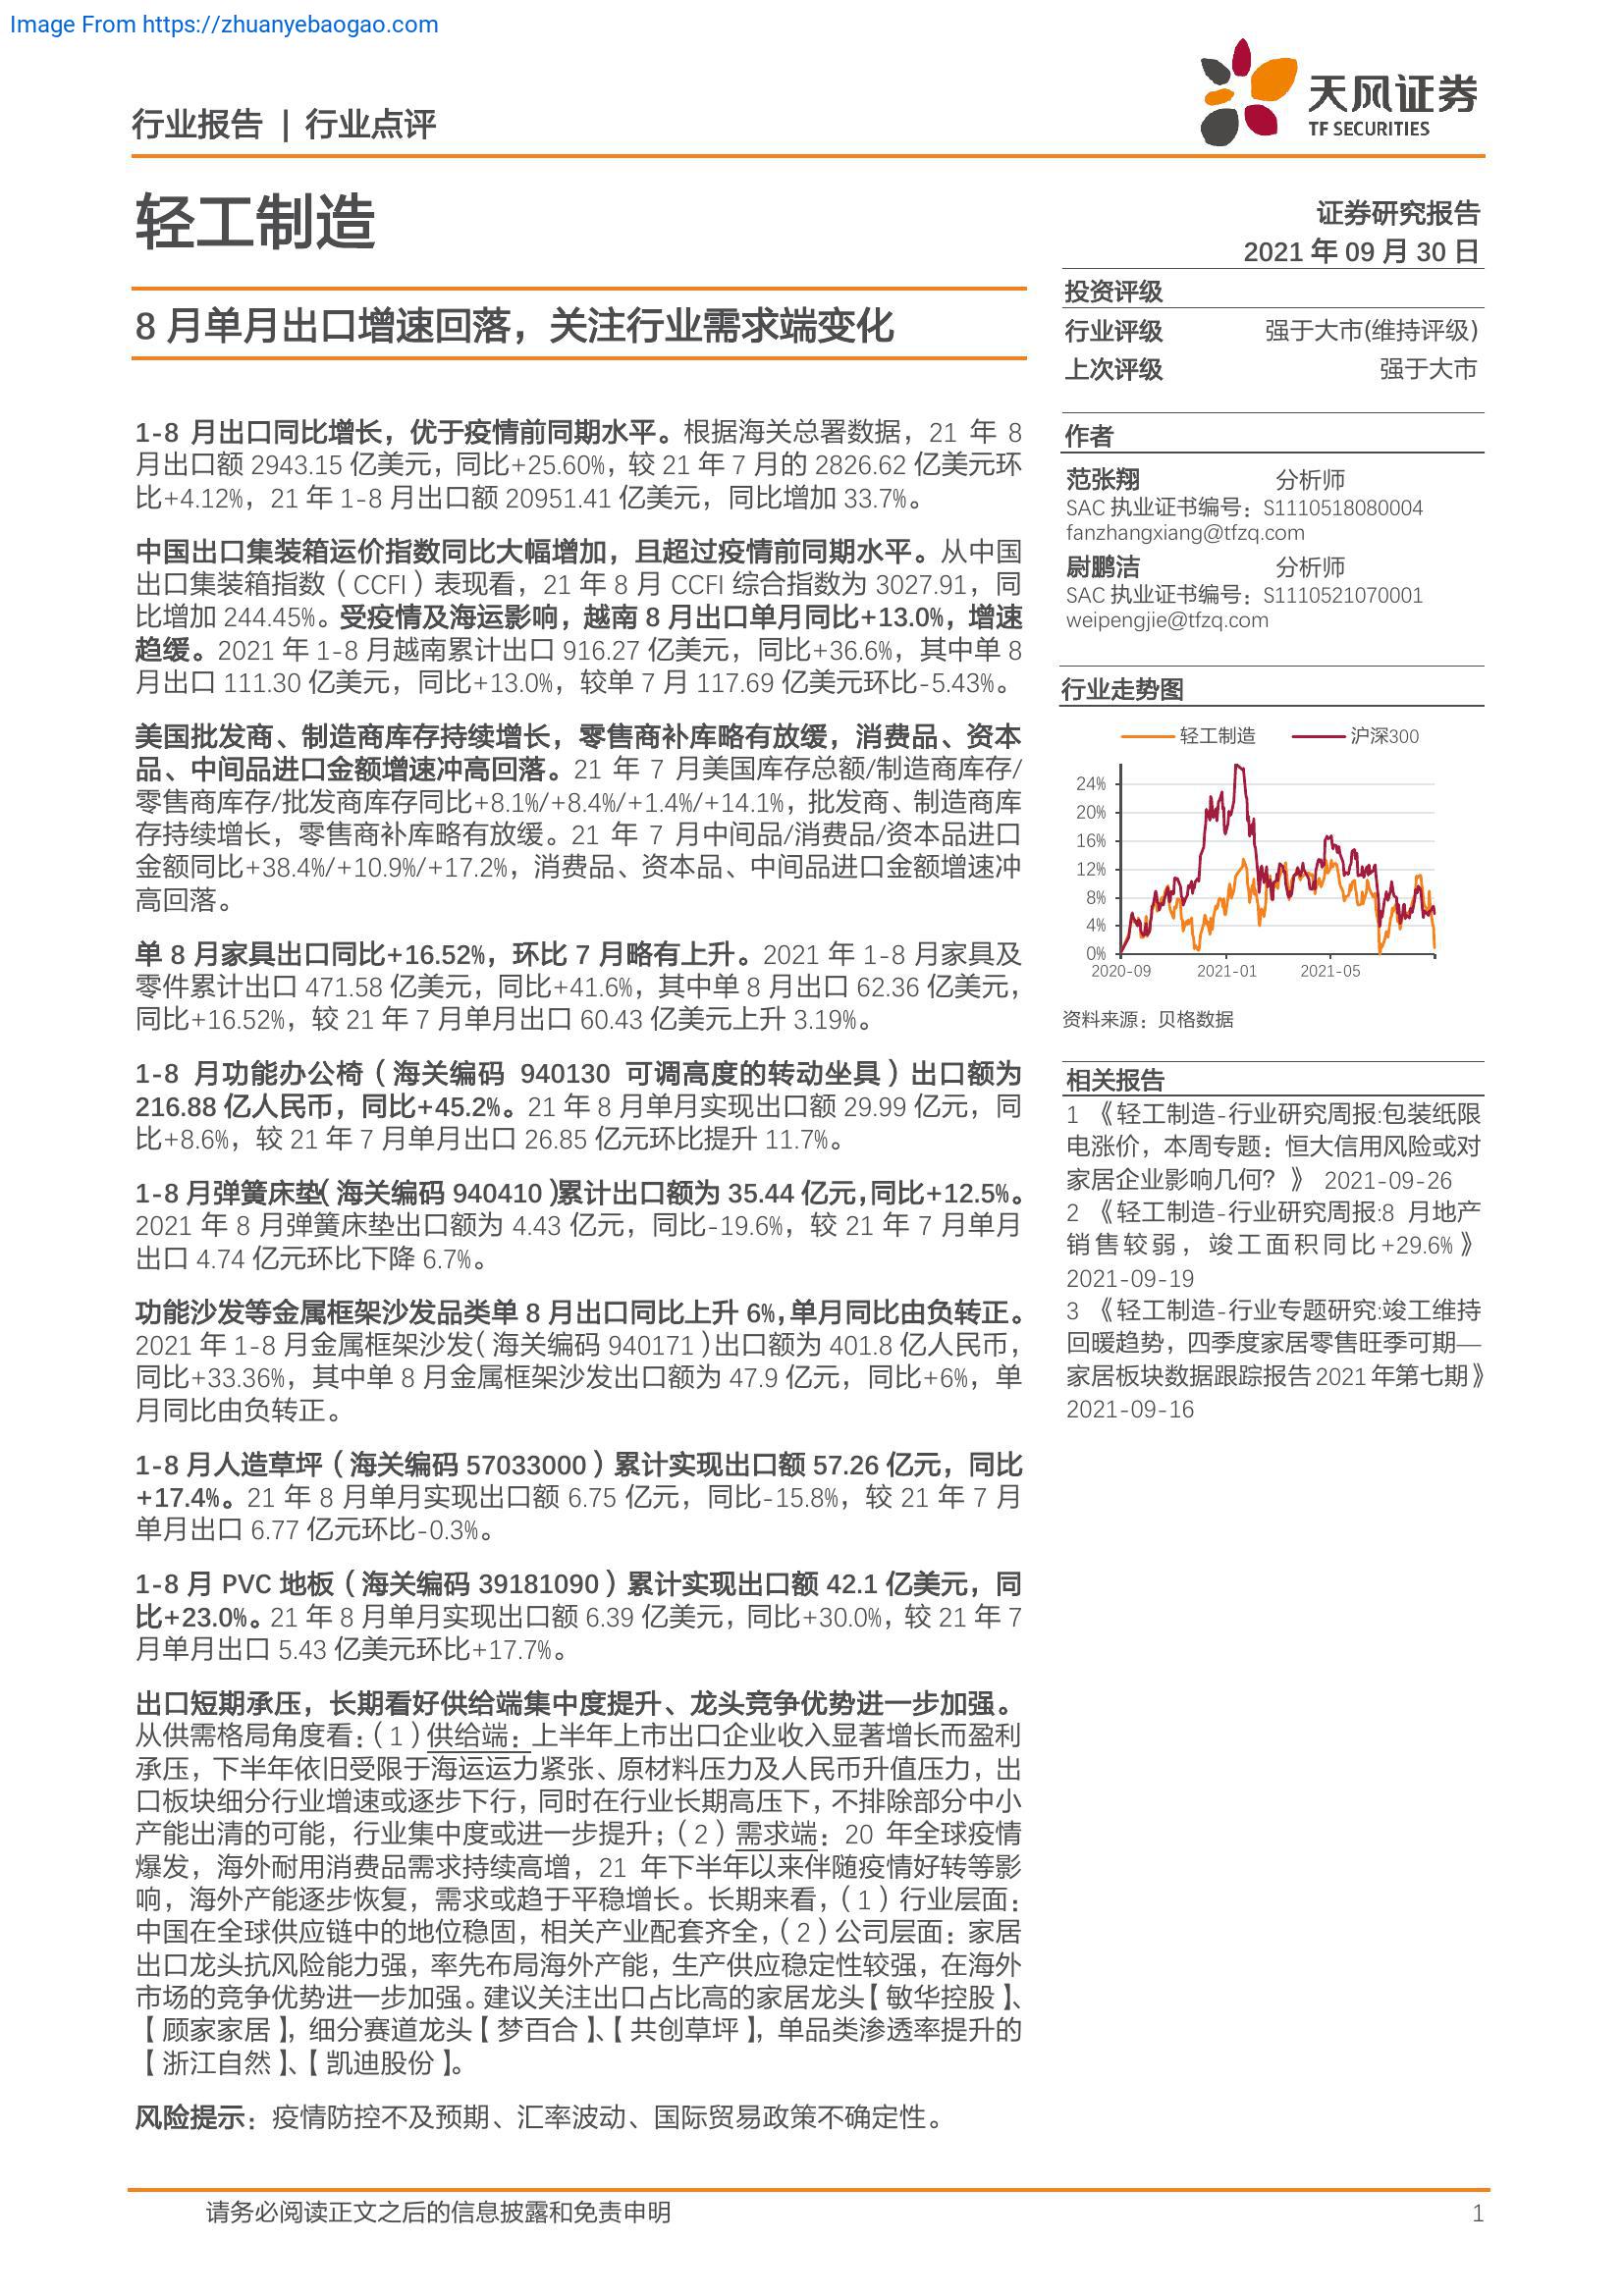 Image From https://zhuanyebaogao.com
行业报告 | 行业点评
天风证券
TF SECURITIES
轻工制造
证券研究报告
2021 年 09 月 30 日
8 月单月出口增速回落，关注行业需求端变化
1-8 月出口同比增长，优于疫情前同期水平。根据海关总署数据，21 年 8
月出口额 2943.15 亿美元，同比+25.60%，较 21 年 7 月的 2826.62 亿美元环
比+4.12%，21 年 1-8 月出口额 20951.41 亿美元，同比增加 33.7%。
中国出口集装箱运价指数同比大幅增加，且超过疫情前同期水平。从中国
出口集装箱指数（CCFI）表现看，21 年 8 月 CCFI 综合指数为 3027.91，同
比增加 244.45%。受疫情及海运影响，越南 8 月出口单月同比+13.0%，增速
趋缓。2021 年 1-8 月越南累计出口 916.27 亿美元，同比+36.6%，其中单 8
月出口 111.30 亿美元，同比+13.0%，较单 7 月 117.69 亿美元环比-5.43%。
美国批发商、制造商库存持续增长，零售商补库略有放缓，消费品、资本
品、中间品进口金额增速冲高回落。21 年 7 月美国库存总额/制造商库存/
零售商库存/批发商库存同比+8.1%/+8.4%/+1.4%/+14.1%，批发商、制造商库
存持续增长，零售商补库略有放缓。21 年 7 月中间品/消费品/资本品进口
金额同比+38.4%/+10.9%/+17.2%，消费品、资本品、中间品进口金额增速冲
高回落。
单 8 月家具出口同比+16.52%，环比 7 月略有上升。2021 年 1-8 月家具及
零件累计出口 471.58 亿美元，同比+41.6%，其中单 8 月出口 62.36 亿美元，
同比+16.52%，较 21 年 7 月单月出口 60.43 亿美元上升 3.19%。
1-8 月功能办公椅（海关编码 940130 可调高度的转动坐具）出口额为
216.88 亿人民币，同比+45.2%。21 年 8 月单月实现出口额 29.99 亿元，同
比+8.6%，较 21 年 7 月单月出口 26.85 亿元环比提升 11.7%。
1-8 月弹簧床垫（海关编码 940410）累计出口额为 35.44 亿元，同比+12.5%。
2021 年 8 月弹簧床垫出口额为 4.43 亿元，同比-19.6%，较 21 年 7 月单月
出口 4.74 亿元环比下降 6.7%。
功能沙发等金属框架沙发品类单 8 月出口同比上升 6%，单月同比由负转正。
2021 年 1-8 月金属框架沙发（海关编码 940171）出口额为 401.8 亿人民币，
同比+33.36%，其中单 8 月金属框架沙发出口额为 47.9 亿元，同比+6%，单
月同比由负转正。
1-8 月人造草坪（海关编码 57033000）累计实现出口额 57.26 亿元，同比
+17.4%。21 年 8 月单月实现出口额 6.75 亿元，同比-15.8%，较 21 年 7 月
单月出口 6.77 亿元环比-0.3%。
1-8 月 PVC 地板（海关编码 39181090）累计实现出口额 42.1 亿美元，同
比+23.0%。21 年 8 月单月实现出口额 6.39 亿美元，同比+30.0%，较 21 年 7
月单月出口 5.43 亿美元环比+17.7%。
出口短期承压，长期看好供给端集中度提升、龙头竞争优势进一步加强。
从供需格局角度看：（1）供给端：上半年上市出口企业收入显著增长而盈利
承压，下半年依旧受限于海运运力紧张、原材料压力及人民币升值压力，出
口板块细分行业增速或逐步下行，同时在行业长期高压下，不排除部分中小
产能出清的可能，行业集中度或进一步提升；（2）需求端：20 年全球疫情
爆发，海外耐用消费品需求持续高增，21 年下半年以来伴随疫情好转等影
响，海外产能逐步恢复，需求或趋于平稳增长。长期来看，（1）行业层面：
中国在全球供应链中的地位稳固，相关产业配套齐全，（2）公司层面：家居
出口龙头抗风险能力强，率先布局海外产能，生产供应稳定性较强，在海外
市场的竞争优势进一步加强。建议关注出口占比高的家居龙头【敏华控股】、
【顾家家居】，细分赛道龙头【梦百合】、【共创草坪】，单品类渗透率提升的
【浙江自然】、【凯迪股份】。
风险提示：疫情防控不及预期、汇率波动、国际贸易政策不确定性。
投资评级
行业评级 强于大市(维持评级)
上次评级 强于大市
作者
范张翔 分析师
SAC 执业证书编号：S1110518080004
fanzhangxiang@tfzq.com
尉鹏洁 分析师
SAC 执业证书编号：S1110521070001
weipengjie@tfzq.com
行业走势图
轻工制造 沪深300
24%
20%
16%
12%
8%
4%
0%
2020-09 2021-01 2021-05
资料来源：贝格数据
相关报告
1 《轻工制造-行业研究周报:包装纸限
电涨价，本周专题：恒大信用风险或对
家居企业影响几何？》 2021-09-26
2 《轻工制造-行业研究周报:8 月地产
销售较弱，竣工面积同比+29.6%》
2021-09-19
3 《轻工制造-行业专题研究:竣工维持
回暖趋势，四季度家居零售旺季可期—
家居板块数据跟踪报告 2021 年第七期》
2021-09-16
请务必阅读正文之后的信息披露和免责申明 1